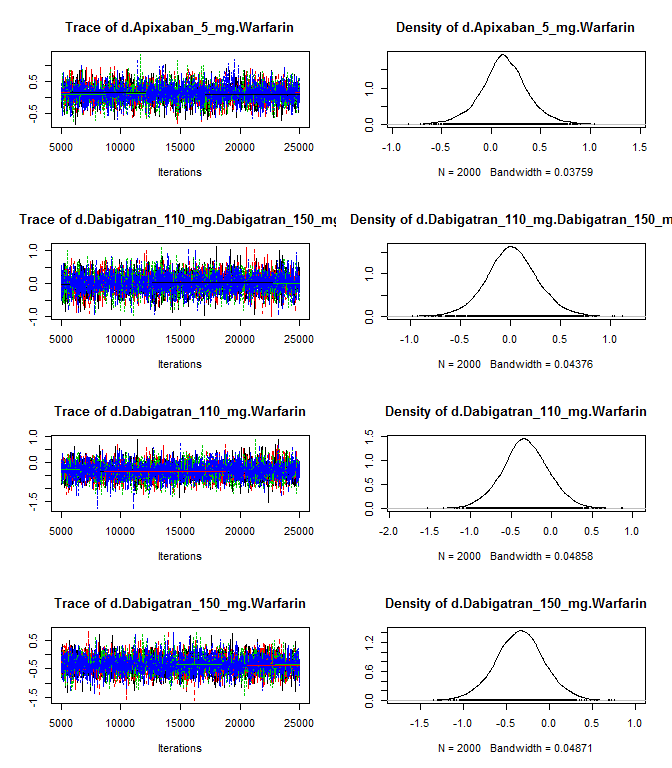 Trace of d.Apixaban_5_mg.Warfarin
0.5
-0.5
5000 10000 15000 20000 25000
Iterations
Density of d.Apixaban_5_mg.Warfarin
1.0
0.0
-1.0 0.0 0.5 1.0 1.5
N = 2000 Bandwidth = 0.03759
Trace of d.Dabigatran_110_mg.Dabigatran_150_mg
1.0
0.0
-1.0
5000 10000 15000 20000 25000
Iterations
Density of d.Dabigatran_110_mg.Dabigatran_150_m
1.0
0.0
-1.0 -0.5 0.0 0.5 1.0
N = 2000 Bandwidth = 0.04376
Trace of d.Dabigatran_110_mg.Warfarin
1.0
0.0
-1.5
5000 10000 15000 20000 25000
Iterations
Density of d.Dabigatran_110_mg.Warfarin
1.5
1.0
0.5
0.0
-2.0 -1.0 -0.5 0.0 0.5 1.0
N = 2000 Bandwidth = 0.04858
Trace of d.Dabigatran_150_mg.Warfarin
0.5
-0.5
-1.5
5000 10000 15000 20000 25000
Iterations
Density of d.Dabigatran_150_mg.Warfarin
1.2
0.6
0.0
-1.5 -0.5 0.0 0.5 1.0
N = 2000 Bandwidth = 0.04871